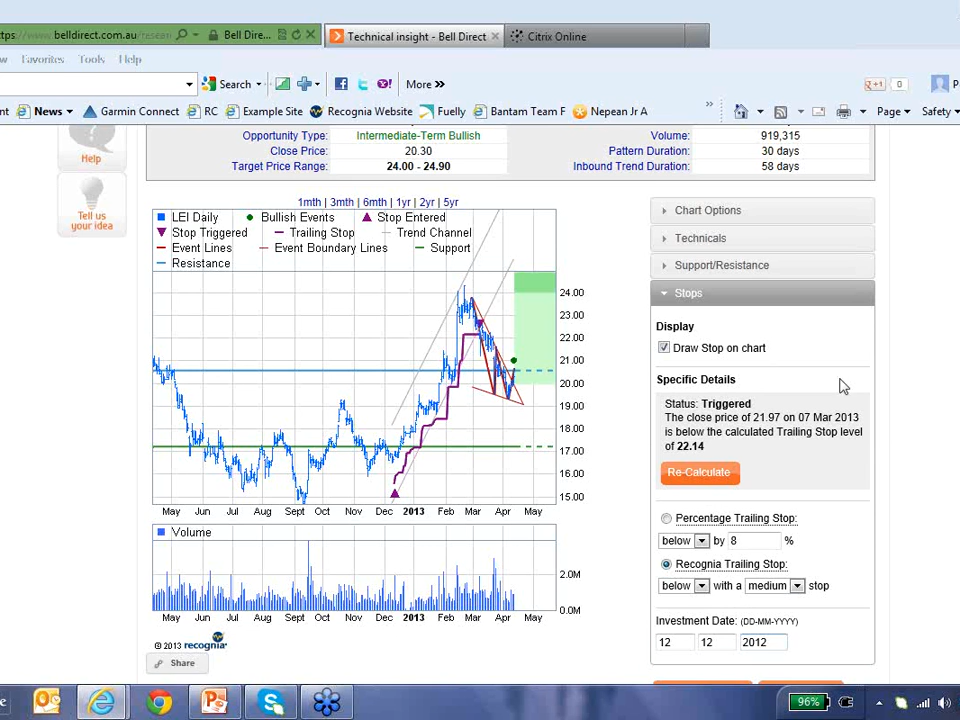 https://www.belldirect.com.au/resear
Bell Dire...
Technical insight - Bell Direct
Citrix Online
w Favorites Tools Help
Search
More »
+1 0
P
nt News Garmin Connect RC Example Site Recognia Website Fuelly Bantam Team F Nepean Jr A » Page Safety
Help
Tell us
your idea
Opportunity Type: Intermediate-Term Bullish Volume: 919,315
Close Price: 20.30 Pattern Duration: 30 days
Target Price Range: 24.00 - 24.90 Inbound Trend Duration: 58 days
1mth | 3mth | 6mth | 1yr | 2yr | 5yr
LEI Daily Bullish Events Stop Entered
Stop Triggered Trailing Stop Trend Channel
Event Lines Event Boundary Lines Support
Resistance
24.00
23.00
22.00
21.00
20.00
19.00
18.00
17.00
16.00
15.00
May Jun Jul Aug Sept Oct Nov Dec 2013 Feb Mar Apr May
Volume
2.0M
0.0M
May Jun Jul Aug Sept Oct Nov Dec 2013 Feb Mar Apr May
© 2013 recognia
Share
Chart Options
Technicals
Support/Resistance
Stops
Display
Draw Stop on chart
Specific Details
Status: Triggered
The close price of 21.97 on 07 Mar 2013
is below the calculated Trailing Stop level
of 22.14
Re-Calculate
Percentage Trailing Stop:
below by 8 %
Recognia Trailing Stop:
below with a medium stop
Investment Date: (DD-MM-YYYY)
12 12 2012
96%